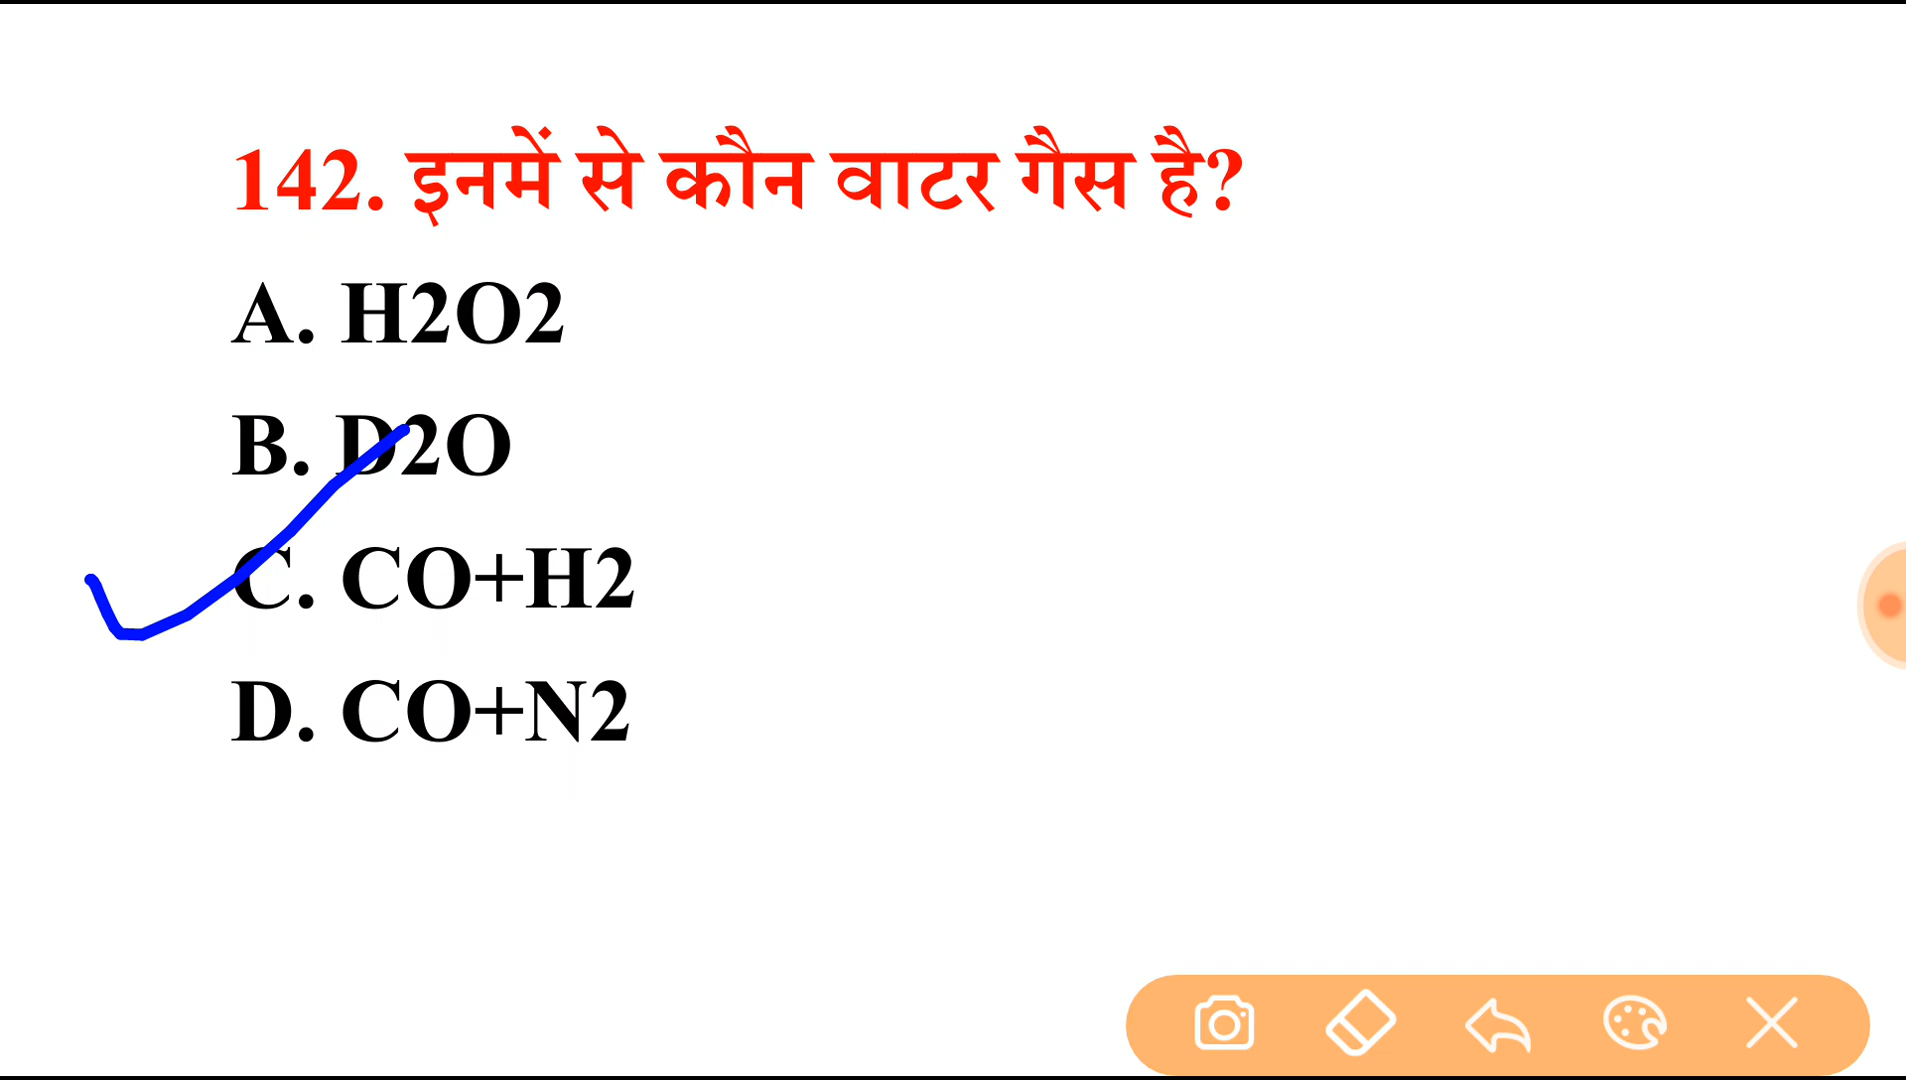 142. इनमें से कौन वाटर गैस है?
A. H2O2
B. D2O
C. CO+H2
D. CO+N2